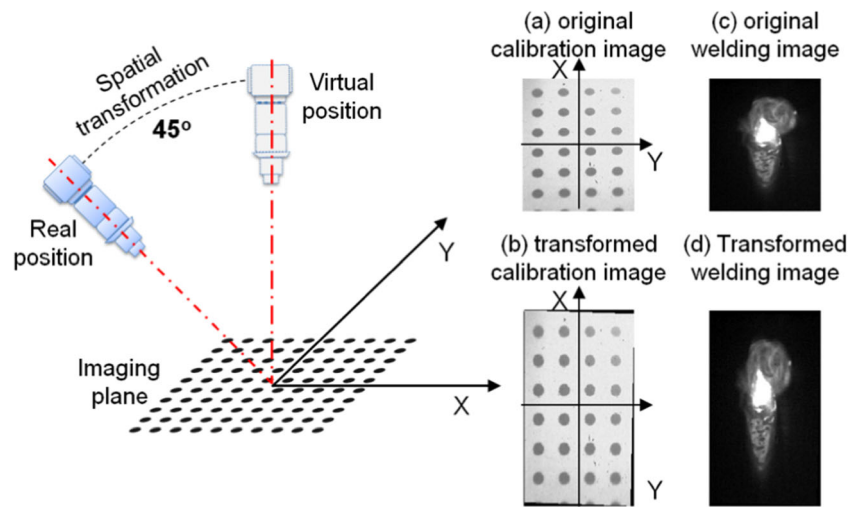 Spatial
transformation
45º
Virtual
position
Real
position
Y
X
Imaging
plane
(a) original
calibration image
X
Y
(b) transformed
calibration image
X
Y
(c) original
welding image
(d) Transformed
welding image